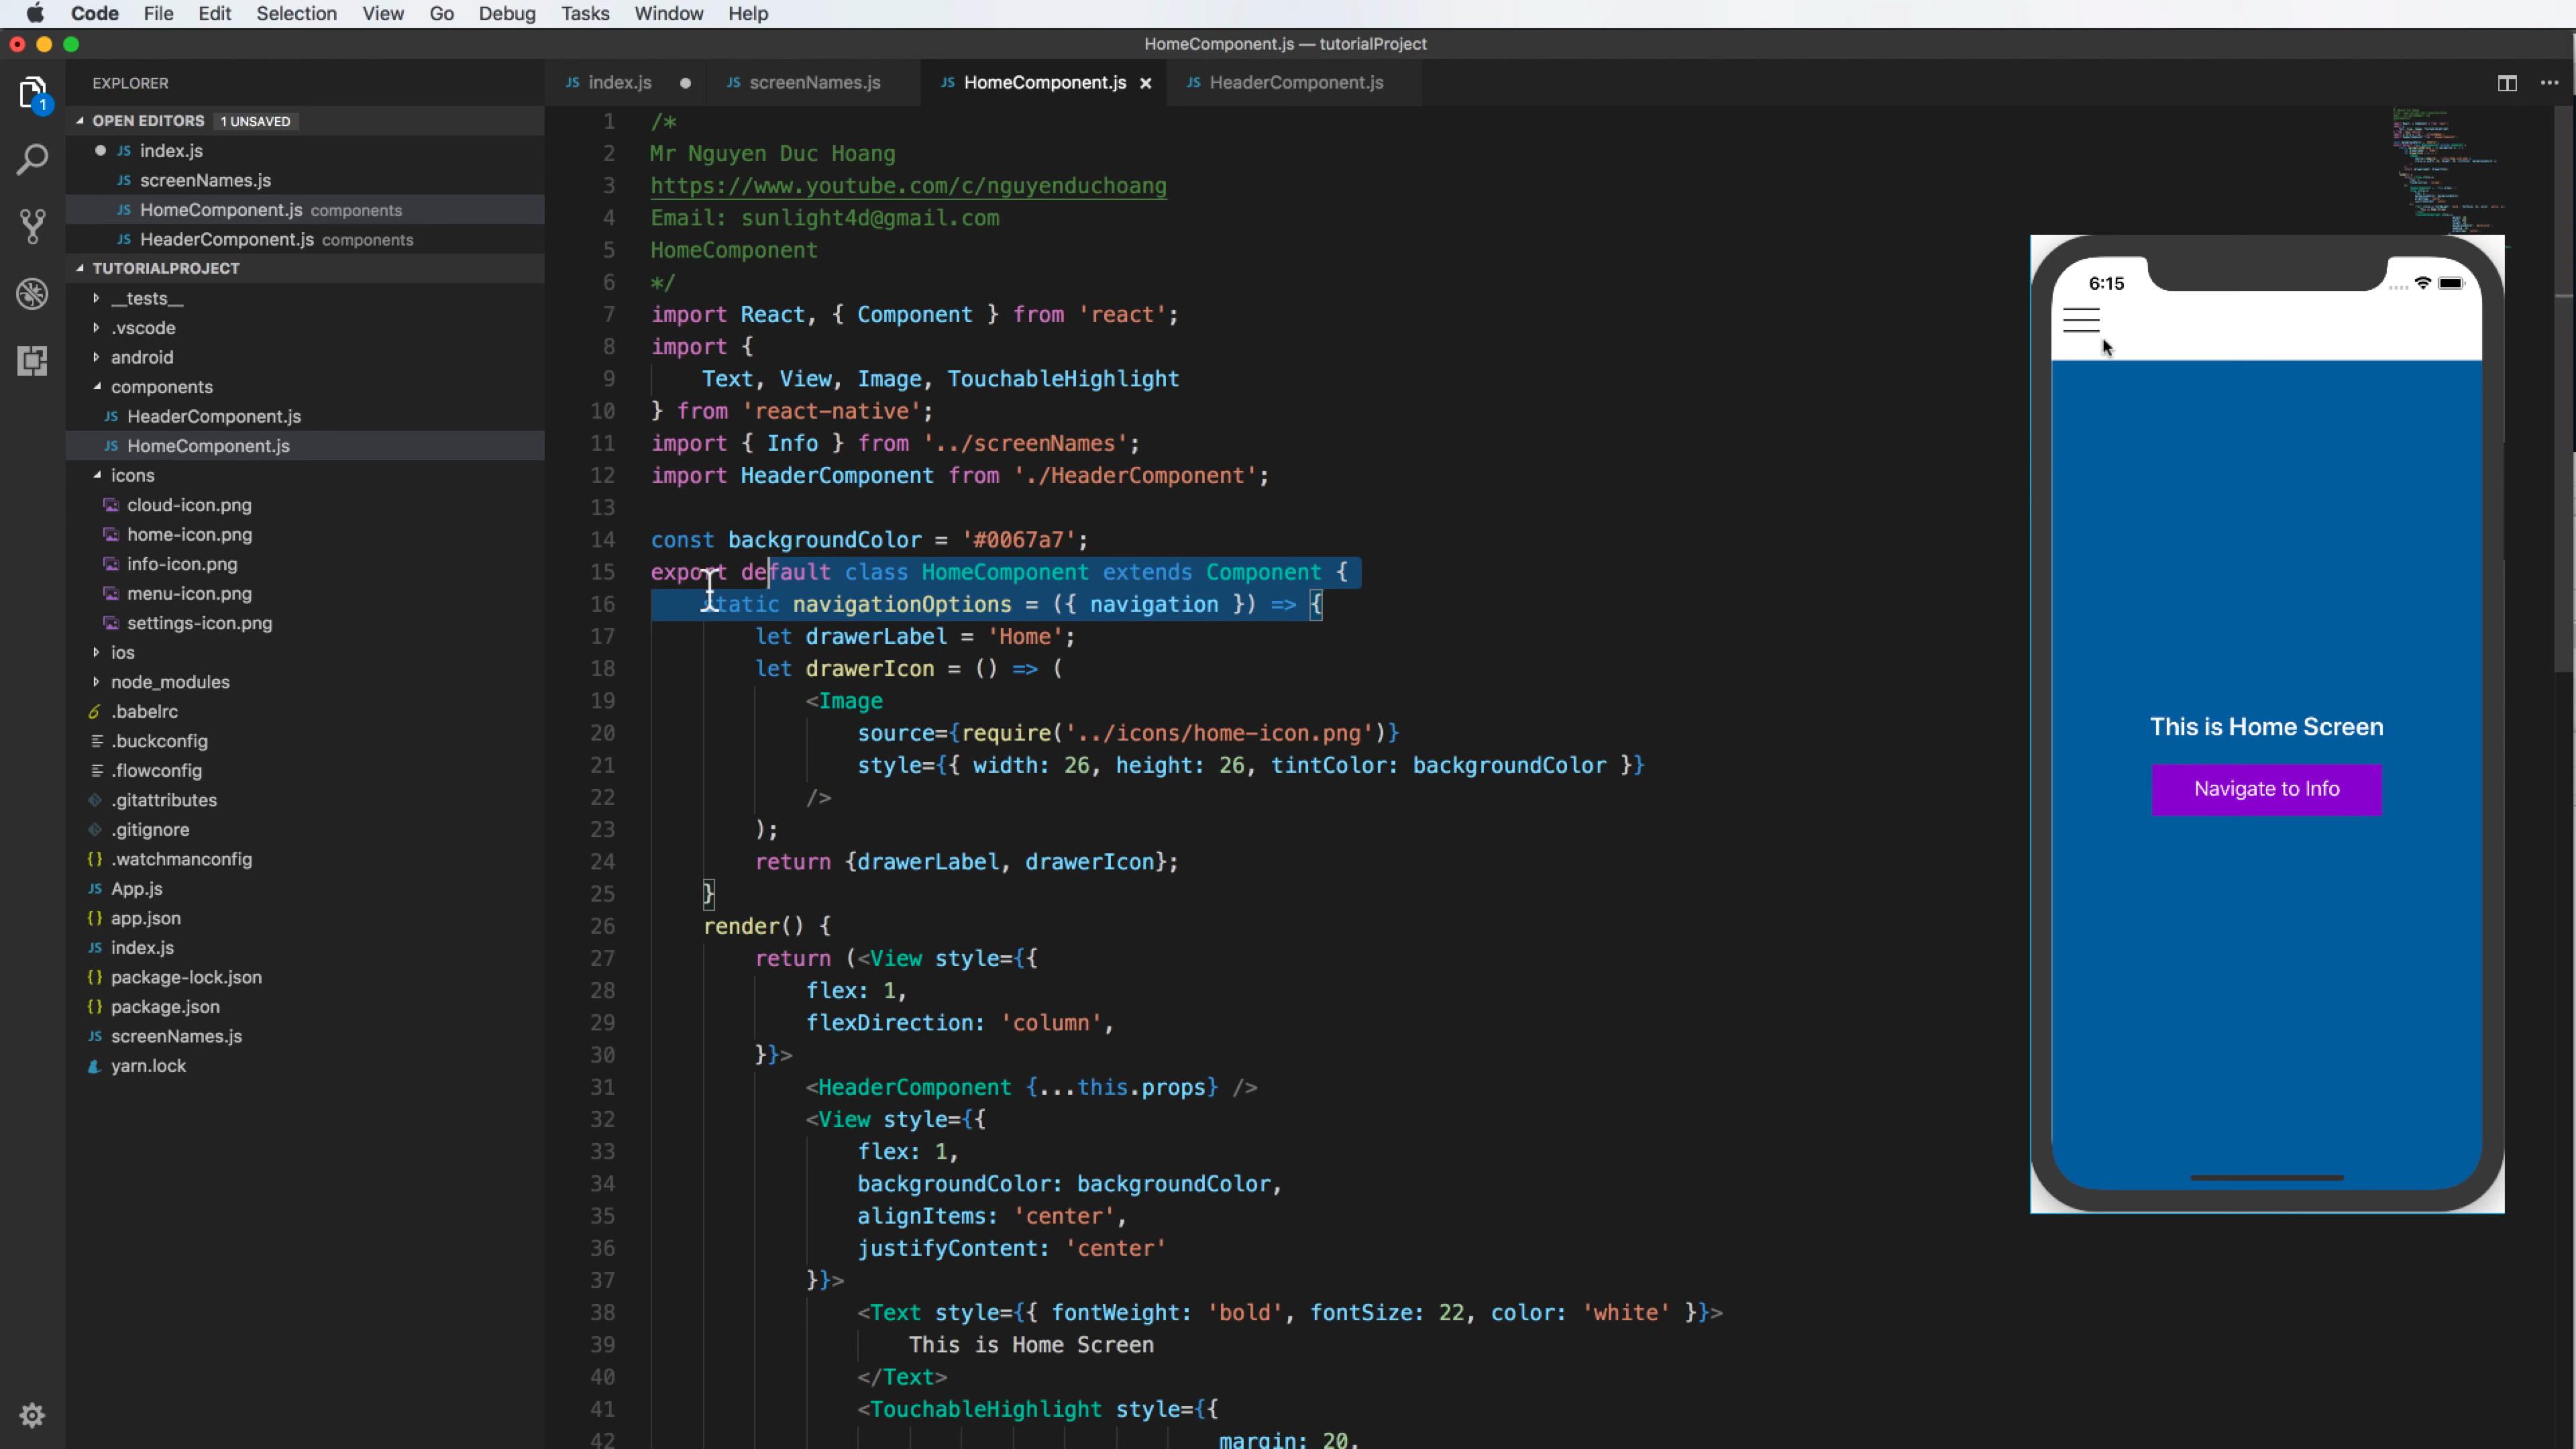 Code File Edit Selection View Go Debug Tasks Window Help
HomeComponent.js — tutorialProject
EXPLORER
OPEN EDITORS 1 UNSAVED
index.js
screenNames.js
HomeComponent.js components
HeaderComponent.js components
TUTORIALPROJECT
__tests__
.vscode
android
components
JS HeaderComponent.js
JS HomeComponent.js
icons
cloud-icon.png
home-icon.png
info-icon.png
menu-icon.png
settings-icon.png
ios
node_modules
.babelrc
.buckconfig
.flowconfig
.gitattributes
.gitignore
{} .watchmanconfig
JS App.js
{} app.json
JS index.js
{} package-lock.json
{} package.json
JS screenNames.js
yarn.lock
1
JS index.js JS screenNames.js JS HomeComponent.js × JS HeaderComponent.js
1 /*
2 Mr Nguyen Duc Hoang
3 https://www.youtube.com/c/nguyenduchoang
4 Email: sunlight4d@gmail.com
5 HomeComponent
6 */
7 import React, { Component } from 'react';
8 import {
9 Text, View, Image, TouchableHighlight
10 } from 'react-native';
11 import { Info } from '../screenNames';
12 import HeaderComponent from './HeaderComponent';
13
14 const backgroundColor = '#0067a7';
15 export default class HomeComponent extends Component {
16 static navigationOptions = ({ navigation }) => {
17 let drawerLabel = 'Home';
18 let drawerIcon = () => (
19 <Image
20 source={require('../icons/home-icon.png')}
21 style={{ width: 26, height: 26, tintColor: backgroundColor }}
22 />
23 );
24 return {drawerLabel, drawerIcon};
25 }
26 render() {
27 return (<View style={{
28 flex: 1,
29 flexDirection: 'column',
30 }}>
31 <HeaderComponent {...this.props} />
32 <View style={{
33 flex: 1,
34 backgroundColor: backgroundColor,
35 alignItems: 'center',
36 justifyContent: 'center'
37 }}>
38 <Text style={{ fontWeight: 'bold', fontSize: 22, color: 'white' }}>
39 This is Home Screen
40 </Text>
41 <TouchableHighlight style={{
42 margin: 20,
6:15
This is Home Screen
Navigate to Info